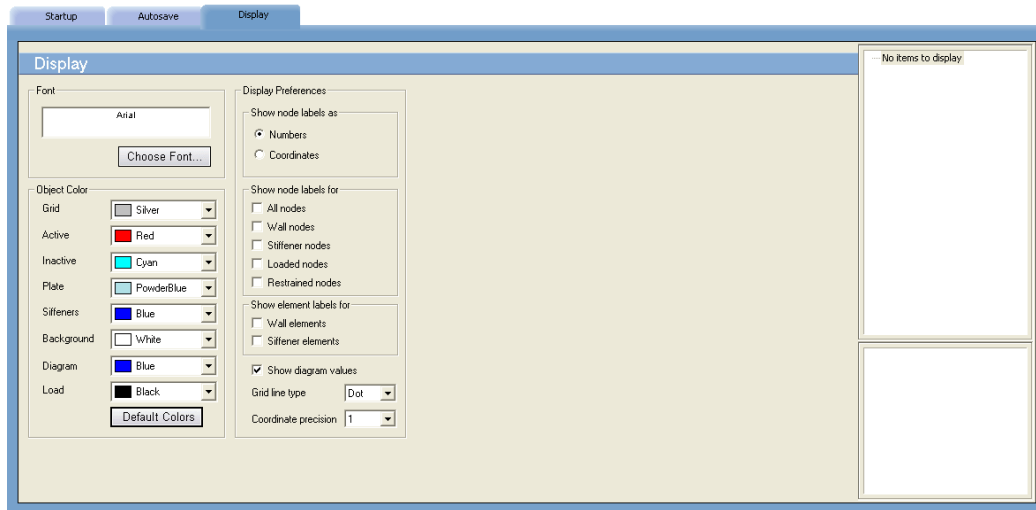 Startup
Autosave
Display
Display
Font
Arial
Choose Font...
Object Color
Grid
Silver
Active
Red
Inactive
Cyan
Plate
PowderBlue
Siffeners
Blue
Background
White
Diagram
Blue
Load
Black
Default Colors
Display Preferences
Show node labels as
Numbers
Coordinates
Show node labels for
All nodes
Wall nodes
Stiffener nodes
Loaded nodes
Restrained nodes
Show element labels for
Wall elements
Siffener elements
Show diagram values
Grid line type
Dot
Coordinate precision
1
No items to display